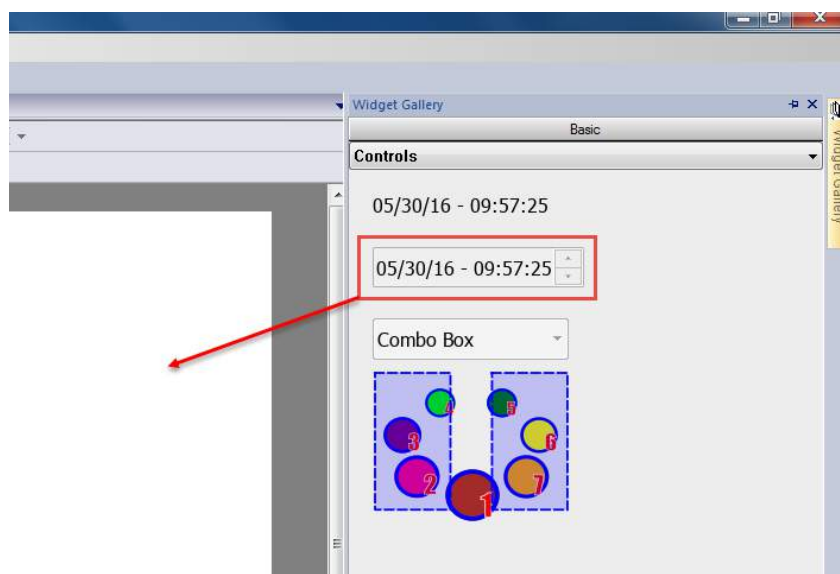 Widget Gallery
Basic
Controls
05/30/16 - 09:57:25
05/30/16 - 09:57:25
Combo Box
4
5
3
6
2
7
1
Widget Gallery